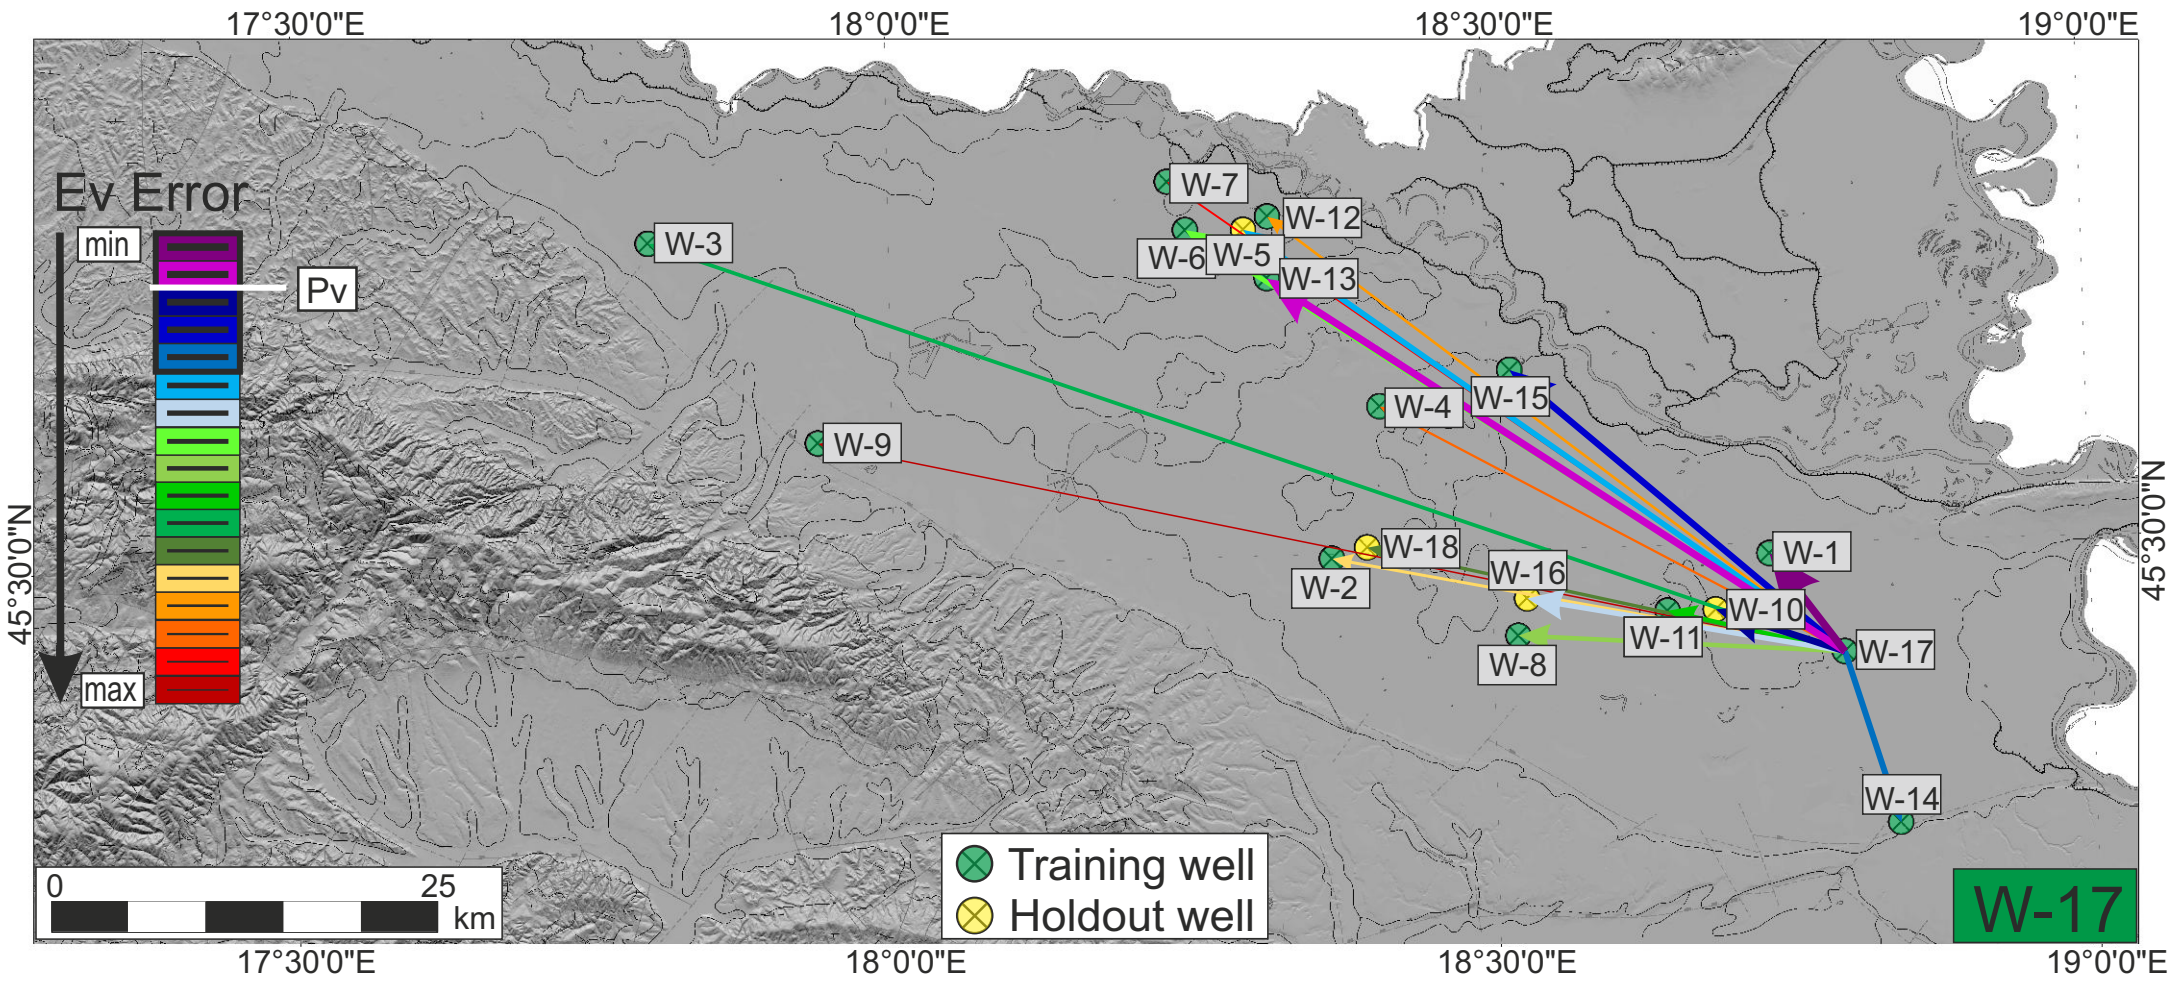 17°30'0"E 18°0'0"E 18°30'0"E 19°0'0"E
Ev Error
min
Pv
max
W-7
W-12
W-3
W-6
W-5
W-13
W-15
W-4
W-9
W-18
W-1
W-16
W-2
W-10
W-11
W-17
W-8
W-14
45°30'0"N
45°30'0"N
Training well
Holdout well
0 25
km
W-17
17°30'0"E 18°0'0"E 18°30'0"E 19°0'0"E